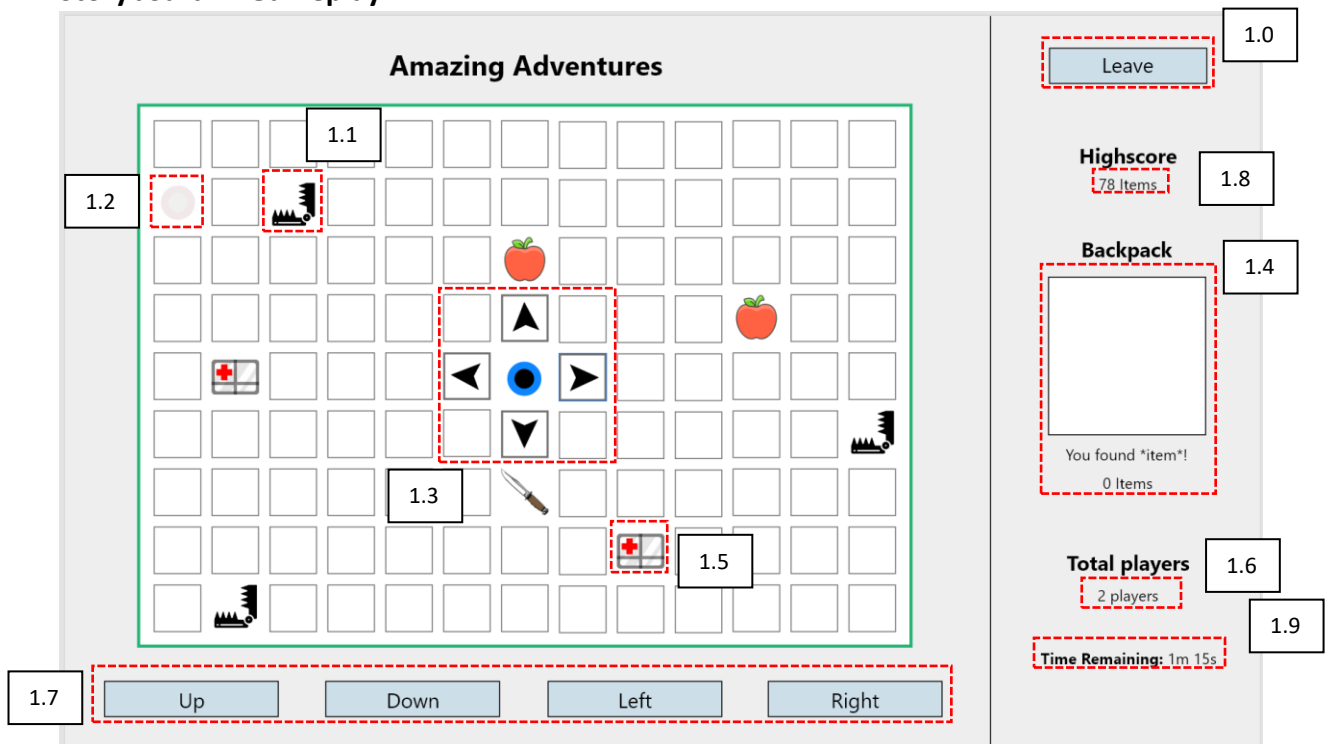 1.0
Amazing Adventures
Leave
1.1
Highscore
78 Items
1.8
1.2
Backpack
1.4
You found *item*!
0 Items
1.3
1.5
Total players
1.6
2 players
1.9
Time Remaining: 1m 15s
1.7
Up
Down
Left
Right